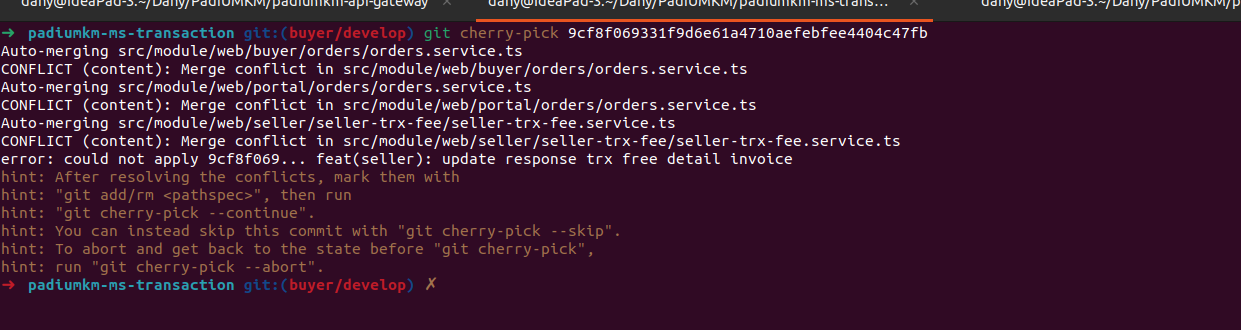 dany@IdeaPad-3:~/Dany/PadiUMKM/padiumkm-api-gateway × dany@IdeaPad-3:~/Dany/PadiUMKM/padiumkm-ms-trans... × dany@IdeaPad-3:~/Dany/PadiUMKM/p
➜ padiumkm-ms-transaction git:(buyer/develop) git cherry-pick 9cf8f069331f9d6e61a4710aefebfee4404c47fb
Auto-merging src/module/web/buyer/orders/orders.service.ts
CONFLICT (content): Merge conflict in src/module/web/buyer/orders/orders.service.ts
Auto-merging src/module/web/portal/orders/orders.service.ts
CONFLICT (content): Merge conflict in src/module/web/portal/orders/orders.service.ts
Auto-merging src/module/web/seller/seller-trx-fee/seller-trx-fee.service.ts
CONFLICT (content): Merge conflict in src/module/web/seller/seller-trx-fee/seller-trx-fee.service.ts
error: could not apply 9cf8f069... feat(seller): update response trx free detail invoice
hint: After resolving the conflicts, mark them with
hint: "git add/rm <pathspec>", then run
hint: "git cherry-pick --continue".
hint: You can instead skip this commit with "git cherry-pick --skip".
hint: To abort and get back to the state before "git cherry-pick",
hint: run "git cherry-pick --abort".
➜ padiumkm-ms-transaction git:(buyer/develop) ✗